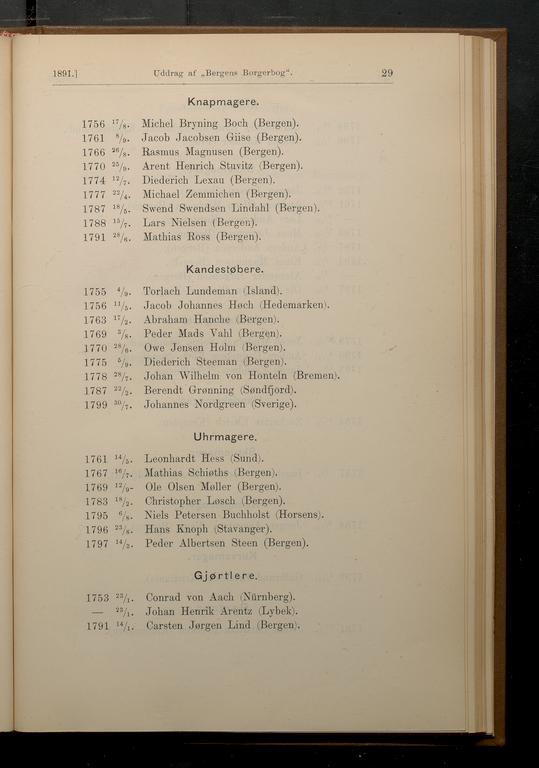 1891.] Uddrag af „Bergens Borgerbog“. 29
Knapmagere.
1756 17/8. Michel Bryning Boch (Bergen).
1761 8/9. Jacob Jacobsen Giise (Bergen).
1766 26/8. Rasmus Magnusen (Bergen).
1770 25/9. Arent Henrich Stuvitz (Bergen).
1774 12/7. Diederich Lexau (Bergen).
1777 22/4. Michael Zemmichen (Bergen).
1787 18/5. Swend Swendsen Lindahl (Bergen).
1788 15/7. Lars Nielsen (Bergen).
1791 28/6. Mathias Ross (Bergen).
Kandestøbere.
1755 4/9. Torlach Lundeman (Island).
1756 11/5. Jacob Johannes Høch (Hedemarken).
1763 17/2. Abraham Hanche (Bergen).
1769 3/8. Peder Mads Vahl (Bergen).
1770 28/6. Owe Jensen Holm (Bergen).
1775 5/9. Diederich Steeman (Bergen).
1778 28/7. Johan Wilhelm von Honteln (Bremen).
1787 22/2. Berendt Grønning (Søndfjord).
1799 30/7. Johannes Nordgreen (Sverige).
Uhrmagere.
1761 14/5. Leonhardt Hess (Sund).
1767 16/7. Mathias Schiøths (Bergen).
1769 12/9- Ole Olsen Møller (Bergen).
1783 18/2. Christopher Løsch (Bergen).
1795 6/8. Niels Petersen Buchholst (Horsens).
1796 23/8. Hans Knoph (Stavanger).
1797 14/3. Peder Albertsen Steen (Bergen).
Gjørtlere.
1753 23/1. Conrad von Aach (Nürnberg).
— 23/1. Johan Henrik Arentz (Lybek).
1791 14/1. Carsten Jørgen Lind (Bergen).